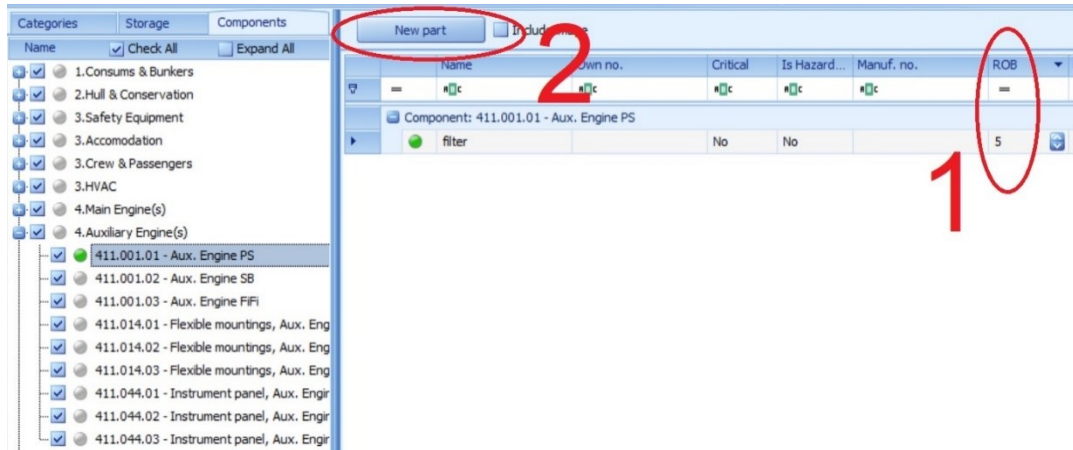 Categories Storage Components
Name Check All Expand All
1.Consums & Bunkers
2.Hull & Conservation
3.Safety Equipment
3.Accomodation
3.Crew & Passengers
3.HVAC
4.Main Engine(s)
4.Auxiliary Engine(s)
411.001.01 - Aux. Engine PS
411.001.02 - Aux. Engine SB
411.001.03 - Aux. Engine FiFi
411.014.01 - Flexible mountings, Aux. Eng
411.014.02 - Flexible mountings, Aux. Eng
411.014.03 - Flexible mountings, Aux. Eng
411.044.01 - Instrument panel, Aux. Engir
411.044.02 - Instrument panel, Aux. Engir
411.044.03 - Instrument panel, Aux. Engir
New part
2
Name Own no. Critical Is Hazard... Manuf. no. ROB
= =
Component: 411.001.01 - Aux. Engine PS
filter No No 5
1